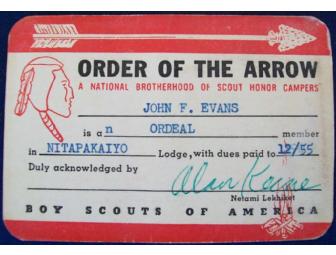 ORDER OF THE ARROW
A NATIONAL BROTHERHOOD OF SCOUT HONOR CAMPERS
JOHN F. EVANS
is a n ORDEAL member
in NITAPAKAIYO Lodge, with dues paid to 12/55
Duly acknowledged by Alan Kanne
Netami Lekhiket
BOY SCOUTS OF AMERICA